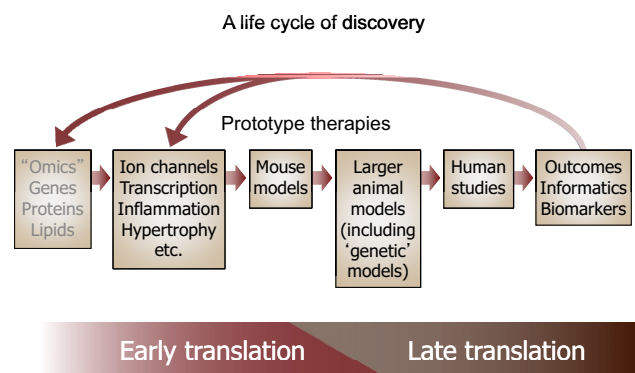 A life cycle of discovery
Prototype therapies
“Omics”
Genes
Proteins
Lipids
Ion channels
Transcription
Inflammation
Hypertrophy
etc.
Mouse
models
Larger
animal
models
(including
‘genetic’
models)
Human
studies
Outcomes
Informatics
Biomarkers
Early translation
Late translation